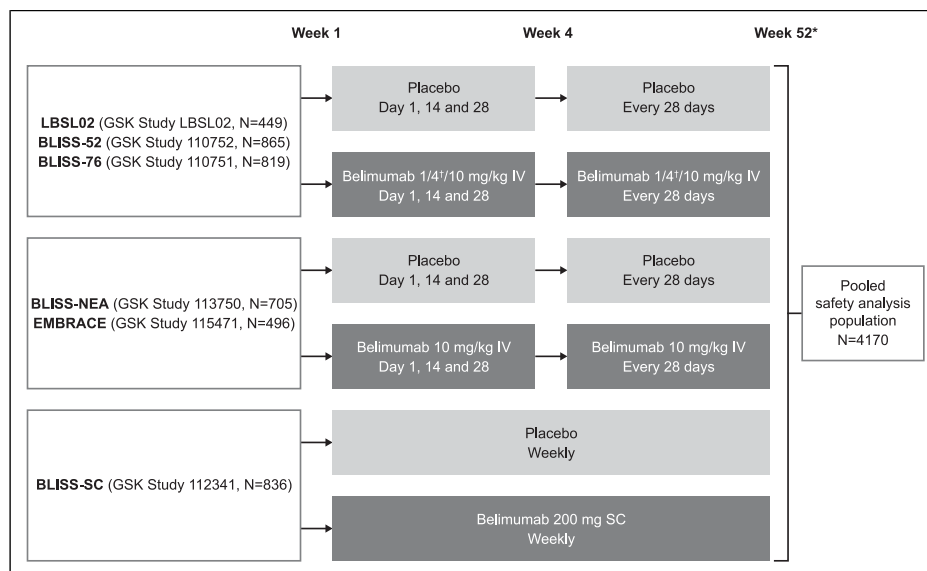 Week 1
Week 4
Week 52*
LBSL02 (GSK Study LBSL02, N=449)
BLISS-52 (GSK Study 110752, N=865)
BLISS-76 (GSK Study 110751, N=819)
Placebo
Day 1, 14 and 28
Placebo
Every 28 days
Belimumab 1/4†/10 mg/kg IV
Day 1, 14 and 28
Belimumab 1/4†/10 mg/kg IV
Every 28 days
BLISS-NEA (GSK Study 113750, N=705)
EMBRACE (GSK Study 115471, N=496)
Placebo
Day 1, 14 and 28
Placebo
Every 28 days
Belimumab 10 mg/kg IV
Day 1, 14 and 28
Belimumab 10 mg/kg IV
Every 28 days
BLISS-SC (GSK Study 112341, N=836)
Placebo
Weekly
Belimumab 200 mg SC
Weekly
Pooled
safety analysis
population
N=4170